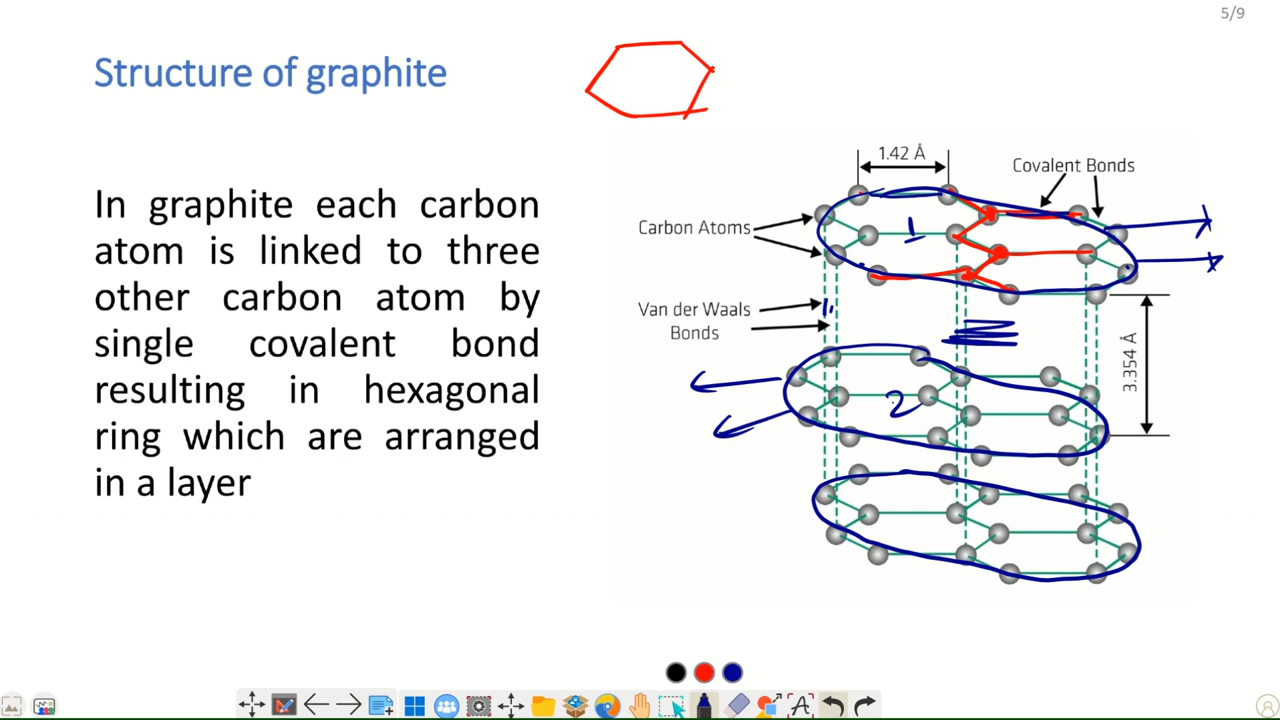 5/9
Structure of graphite
In graphite each carbon
atom is linked to three
other carbon atom by
single covalent bond
resulting in hexagonal
ring which are arranged
in a layer
1.42 Å
Covalent Bonds
Carbon Atoms
1
Van der Waals
Bonds
3.354 Å
2
A